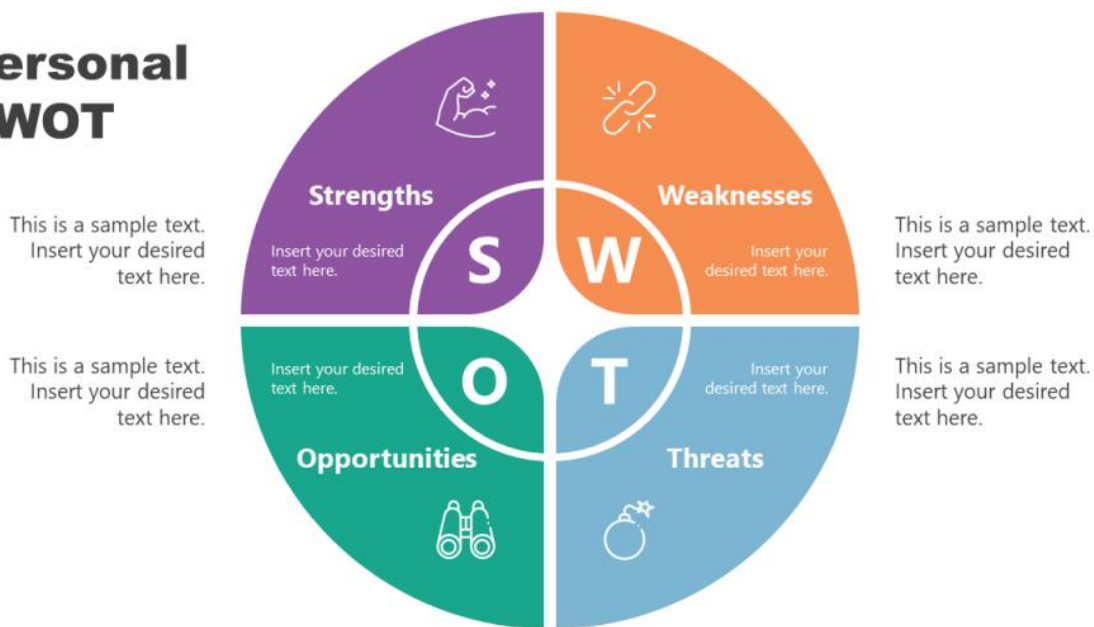 ersonal
WOT
This is a sample text.
Insert your desired
text here.
This is a sample text.
Insert your desired
text here.
Strengths
Insert your desired
text here.
S
Weaknesses
Insert your
desired text here.
W
Insert your desired
text here.
O
Opportunities
Insert your
desired text here.
T
Threats
This is a sample text.
Insert your desired
text here.
This is a sample text.
Insert your desired
text here.